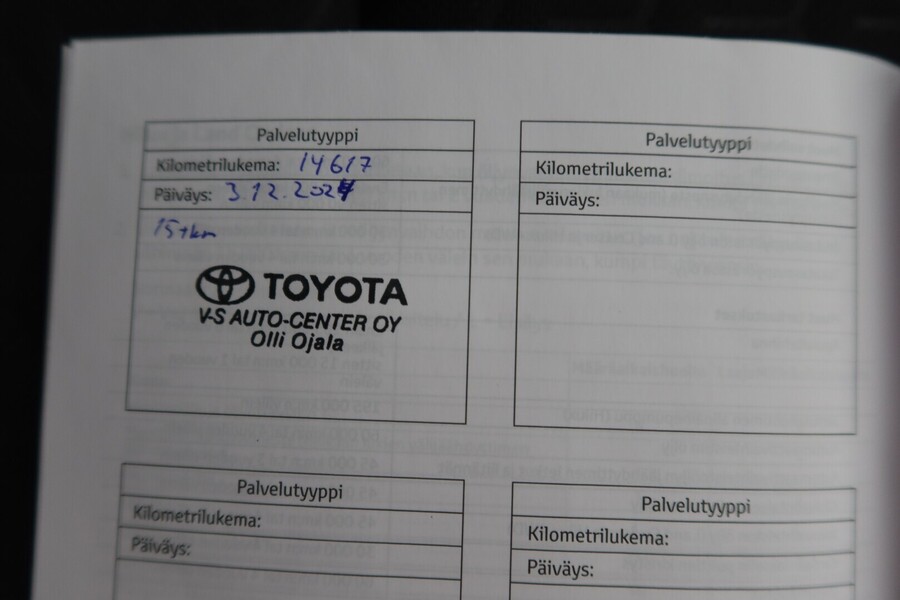 Palvelutyyppi
Kilometrilukema: 14617
Päiväys: 3.12.2024
15tkm
TOYOTA
V-S AUTO-CENTER OY
Olli Ojala
Palvelutyyppi
Kilometrilukema:
Päiväys:
Palvelutyyppi
Kilometrilukema:
Päiväys:
Palvelutyyppi
Kilometrilukema:
Päiväys: